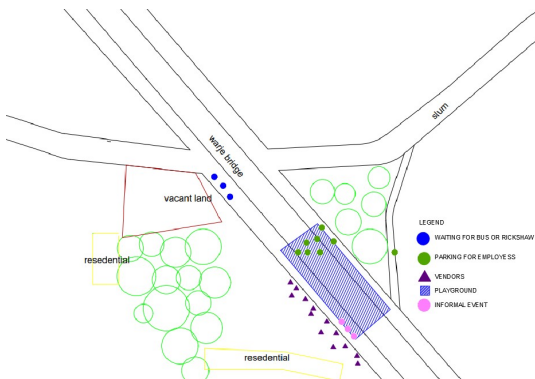 slum
warje bridge
vacant land
resedential
resedential
LEGEND
WAITING FOR BUS OR RICKSHAW
PARKING FOR EMPLOYESS
VENDORS
PLAYGROUND
INFORMAL EVENT